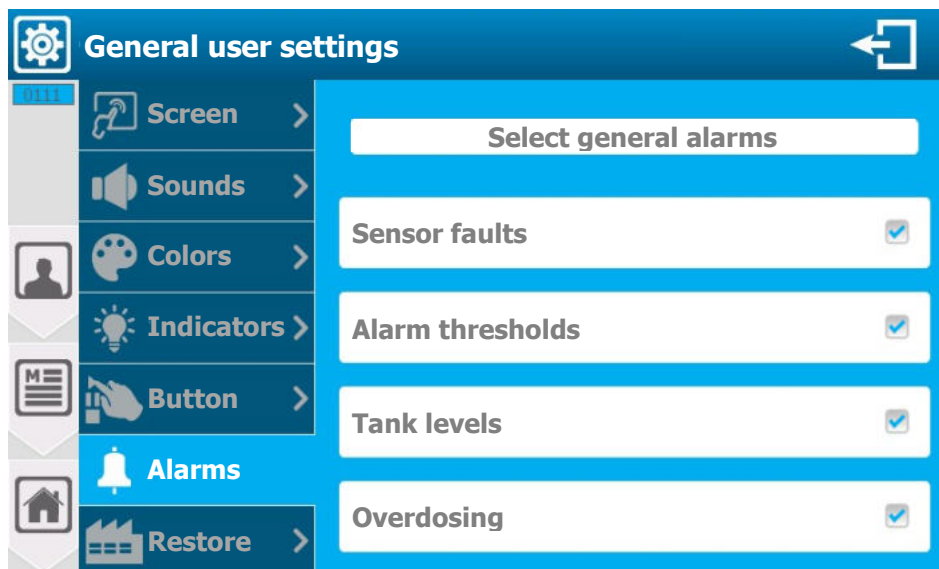 General user settings
0111
Screen
Sounds
Colors
Indicators
Button
Alarms
Restore
Select general alarms
Sensor faults
Alarm thresholds
Tank levels
Overdosing
M